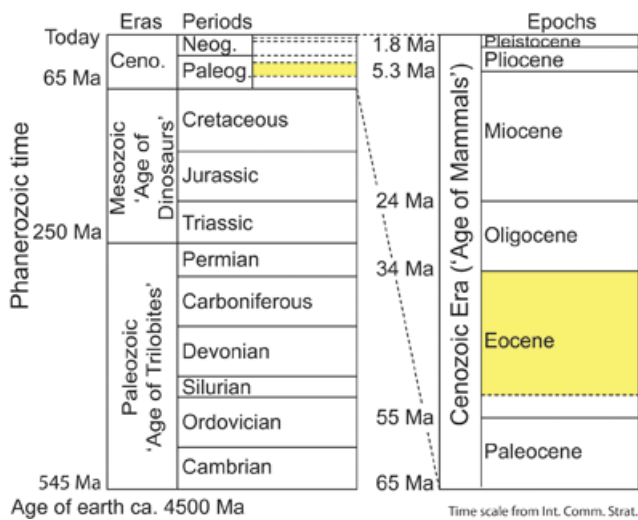 Eras Periods Epochs
Today
Neog.
1.8 Ma
Pleistocene
Ceno.
Pliocene
65 Ma
Paleog.
5.3 Ma
Phanerozoic time
Mesozoic
'Age of
Dinosaurs'
Cretaceous
Jurassic
Triassic
250 Ma
Paleozoic
'Age of Trilobites'
Permian
Carboniferous
Devonian
Silurian
Ordovician
Cambrian
545 Ma
Cenozoic Era ('Age of Mammals')
Miocene
24 Ma
Oligocene
34 Ma
Eocene
55 Ma
Paleocene
65 Ma
Age of earth ca. 4500 Ma
Time scale from Int. Comm. Strat.